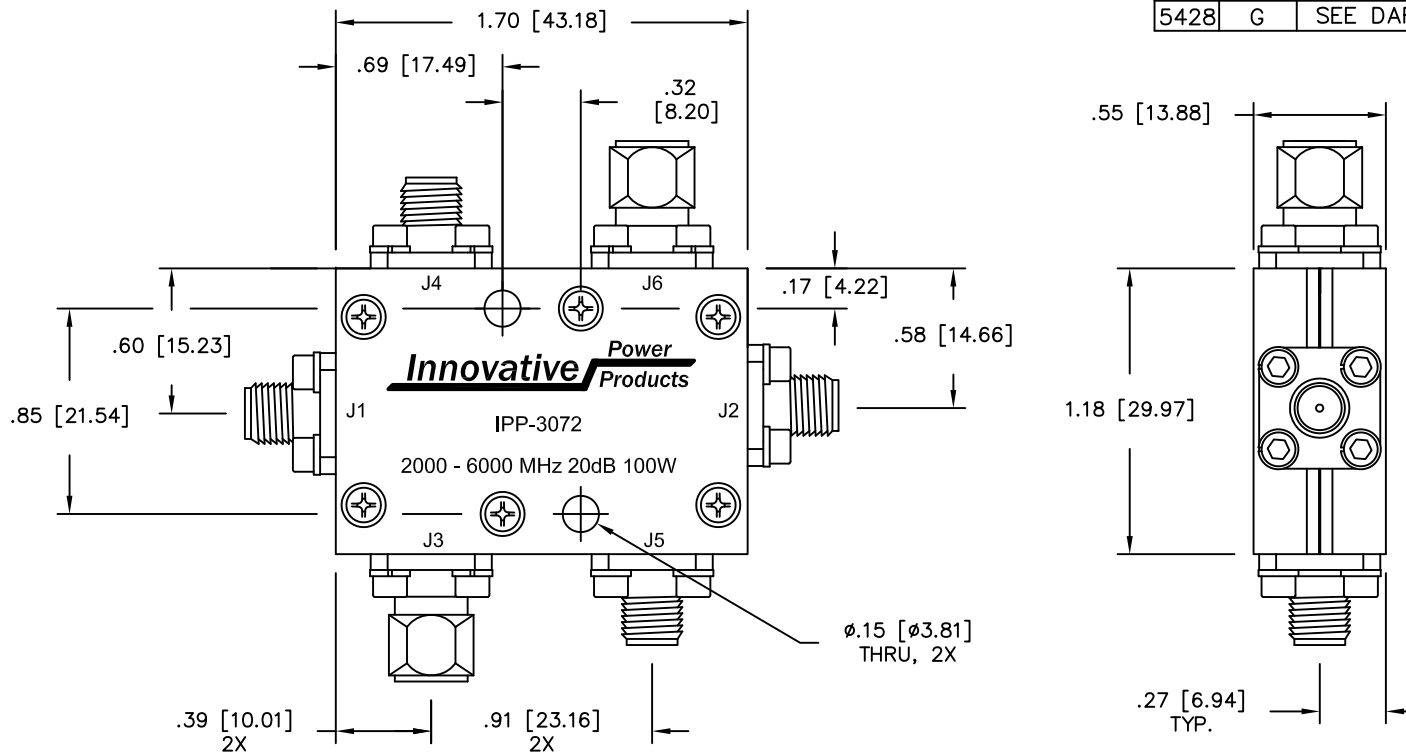 1.70 [43.18]
5428 G SEE DAR
.69 [17.49]
.32
[8.20]
.55 [13.88]
J4
J6
.17 [4.22]
.60 [15.23]
.58 [14.66]
Innovative Power
Products
.85 [21.54]
J1
J2
1.18 [29.97]
IPP-3072
2000 - 6000 MHz 20dB 100W
J3
J5
ø.15 [ø3.81]
THRU, 2X
.39 [10.01]
2X
.91 [23.16]
2X
.27 [6.94]
TYP.